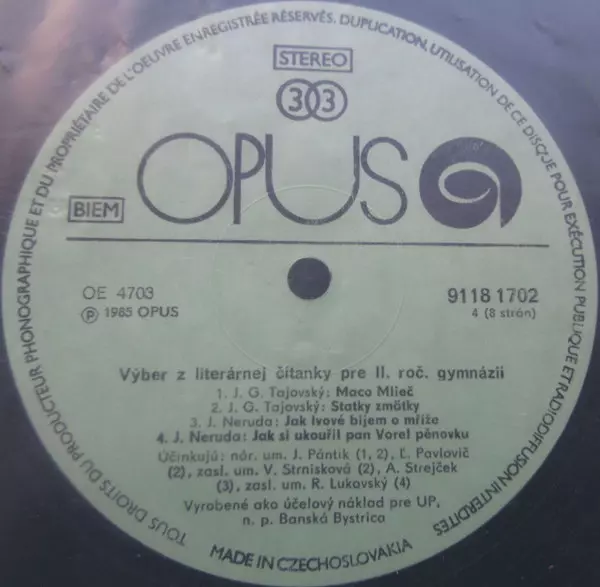 TOUS DROITS DU PRODUCTEUR PHONOGRAPHIQUE ET DU PROPRIÉTAIRE DE L'OEUVRE ENREGISTRÉE RÉSERVÉS. DUPLICATION, UTILISATION DE CE DISQUE POUR EXÉCUTION PUBLIQUE ET RADIODIFFUSION INTERDITES
STEREO
33
OPUS
BIEM
OE 4703
Ⓟ 1985 OPUS
9118 1702
4 (8 strán)
Výber z literárnej čítanky pre II. roč. gymnázií
1. J. G. Tajovský: Maco Mlieč
2. J. G. Tajovský: Statky zmätky
3. J. Neruda: Jak lvové bijem o mříže
4. J. Neruda: Jak si ukouřil pan Vorel pěnovku
Účinkujú: nár. um. J. Pántik (1, 2), Ľ. Pavlovič
(2), zasl. um. V. Strnisková (2), A. Strejček
(3), zasl. um. R. Lukavský (4)
Vyrobené ako účelový náklad pre UP,
n. p. Banská Bystrica
MADE IN CZECHOSLOVAKIA